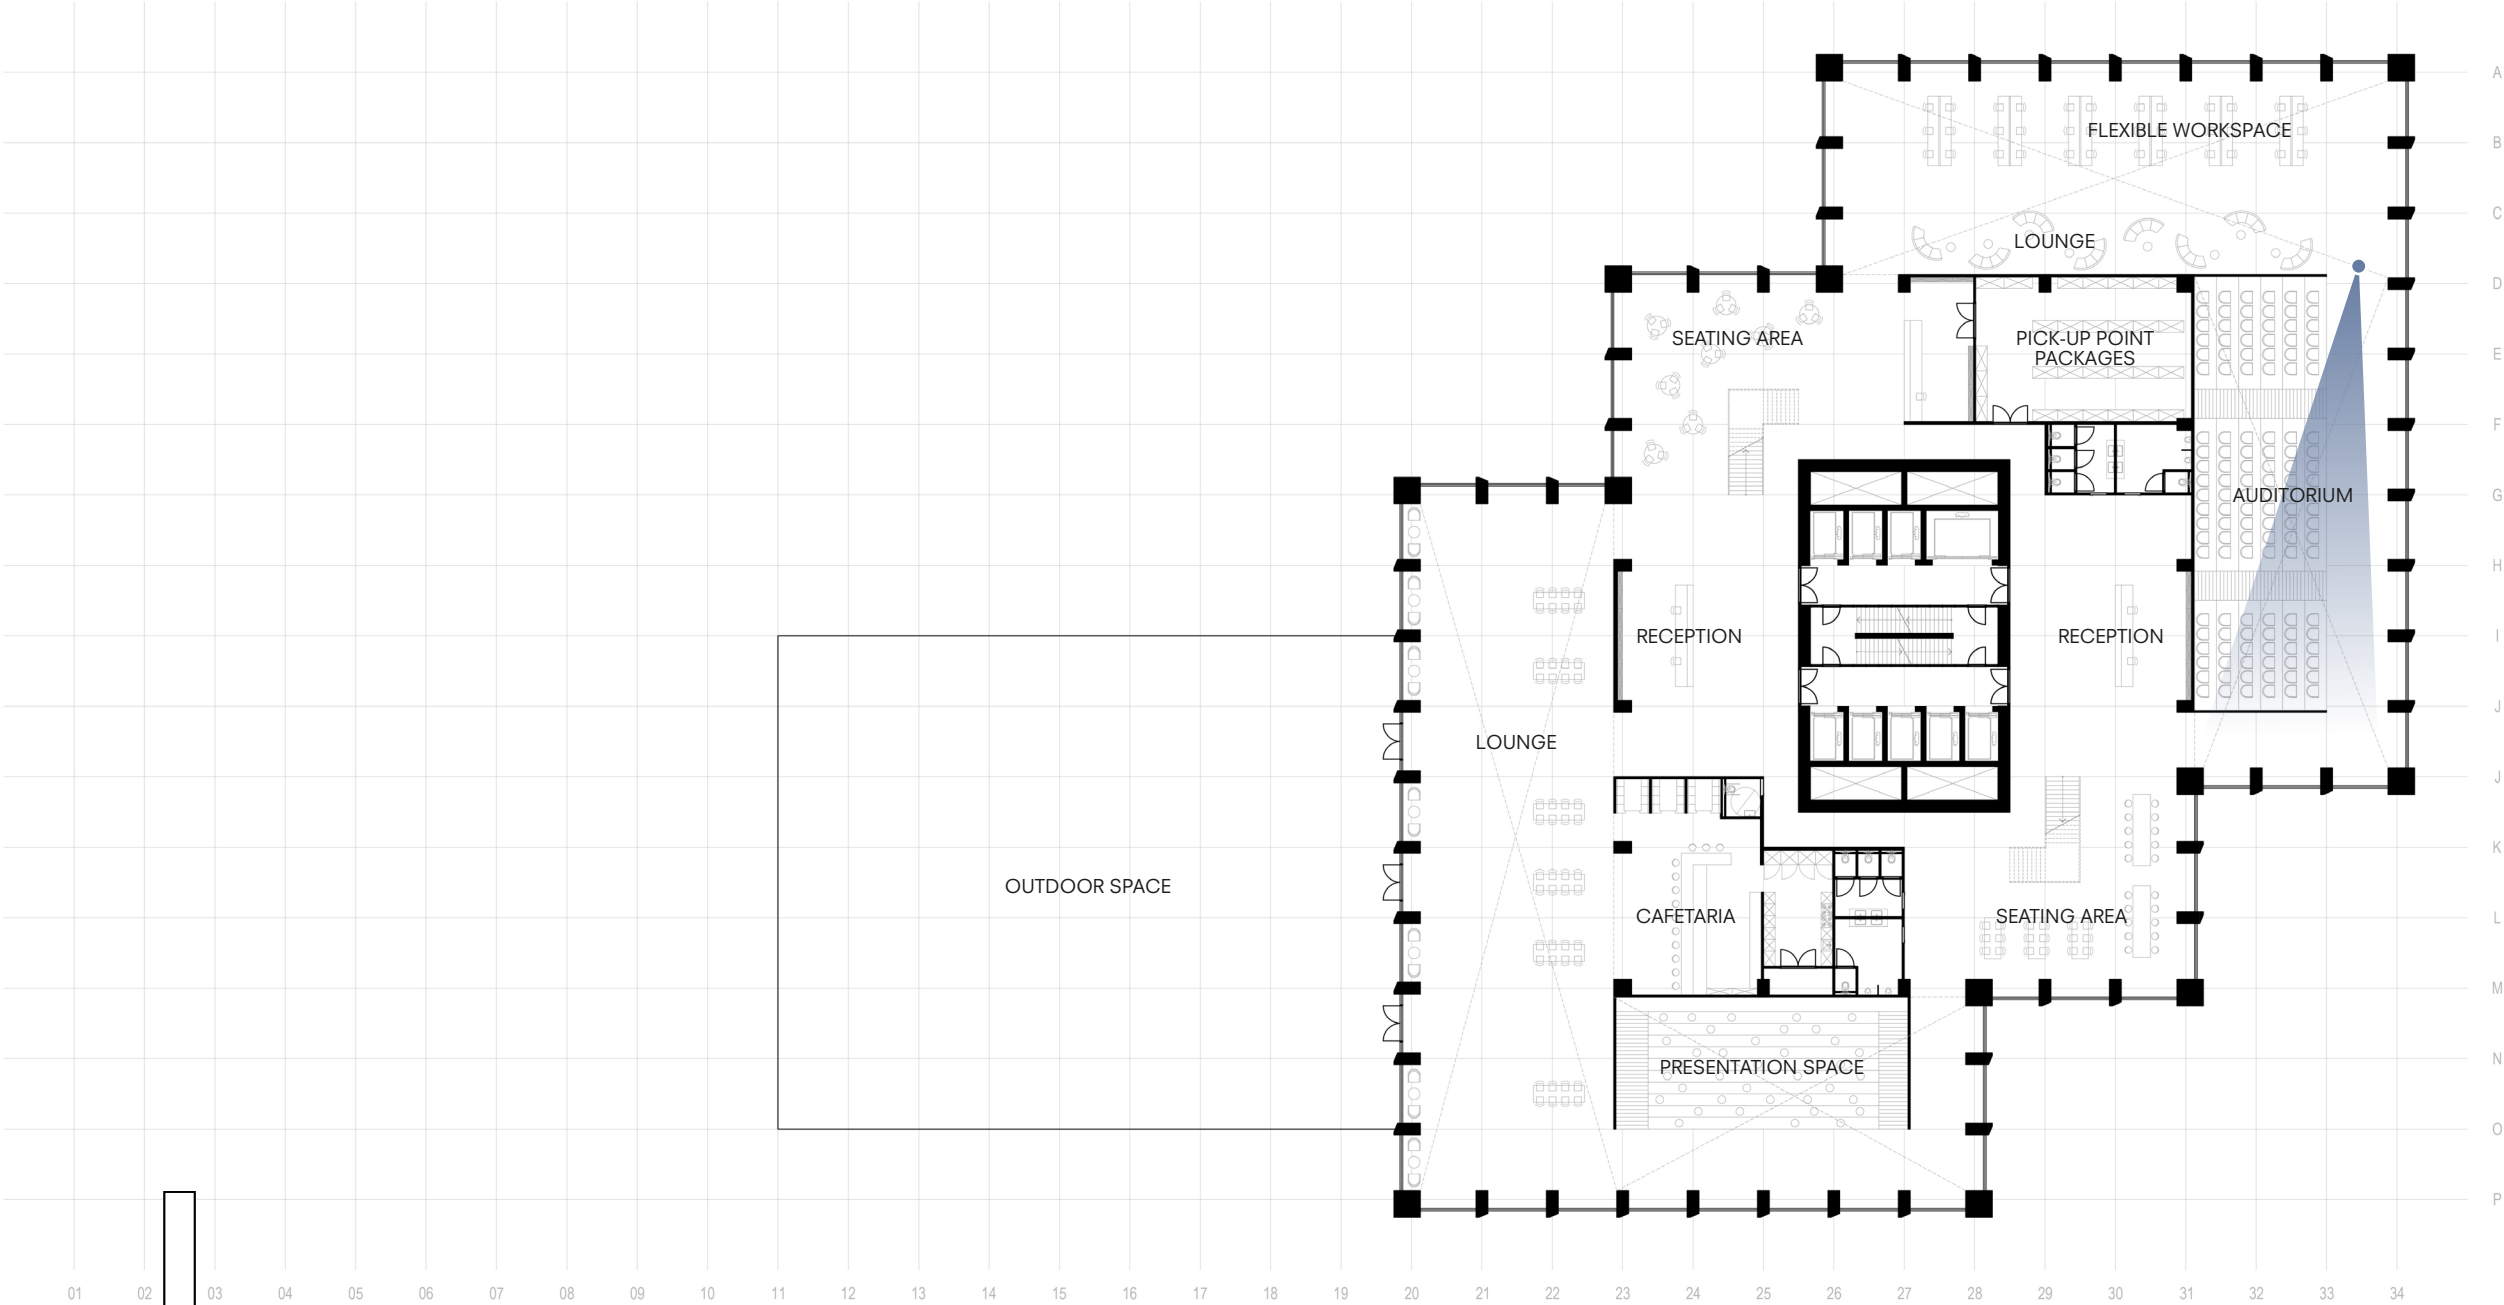 A
FLEXIBLE WORKSPACE
B
C
LOUNGE
D
SEATING AREA
PICK-UP POINT
PACKAGES
E
F
AUDITORIUM
G
H
RECEPTION
RECEPTION
I
J
LOUNGE
J
K
OUTDOOR SPACE
CAFETARIA
SEATING AREA
L
M
PRESENTATION SPACE
N
O
P
01 02 03 04 05 06 07 08 09 10 11 12 13 14 15 16 17 18 19 20 21 22 23 24 25 26 27 28 29 30 31 32 33 34